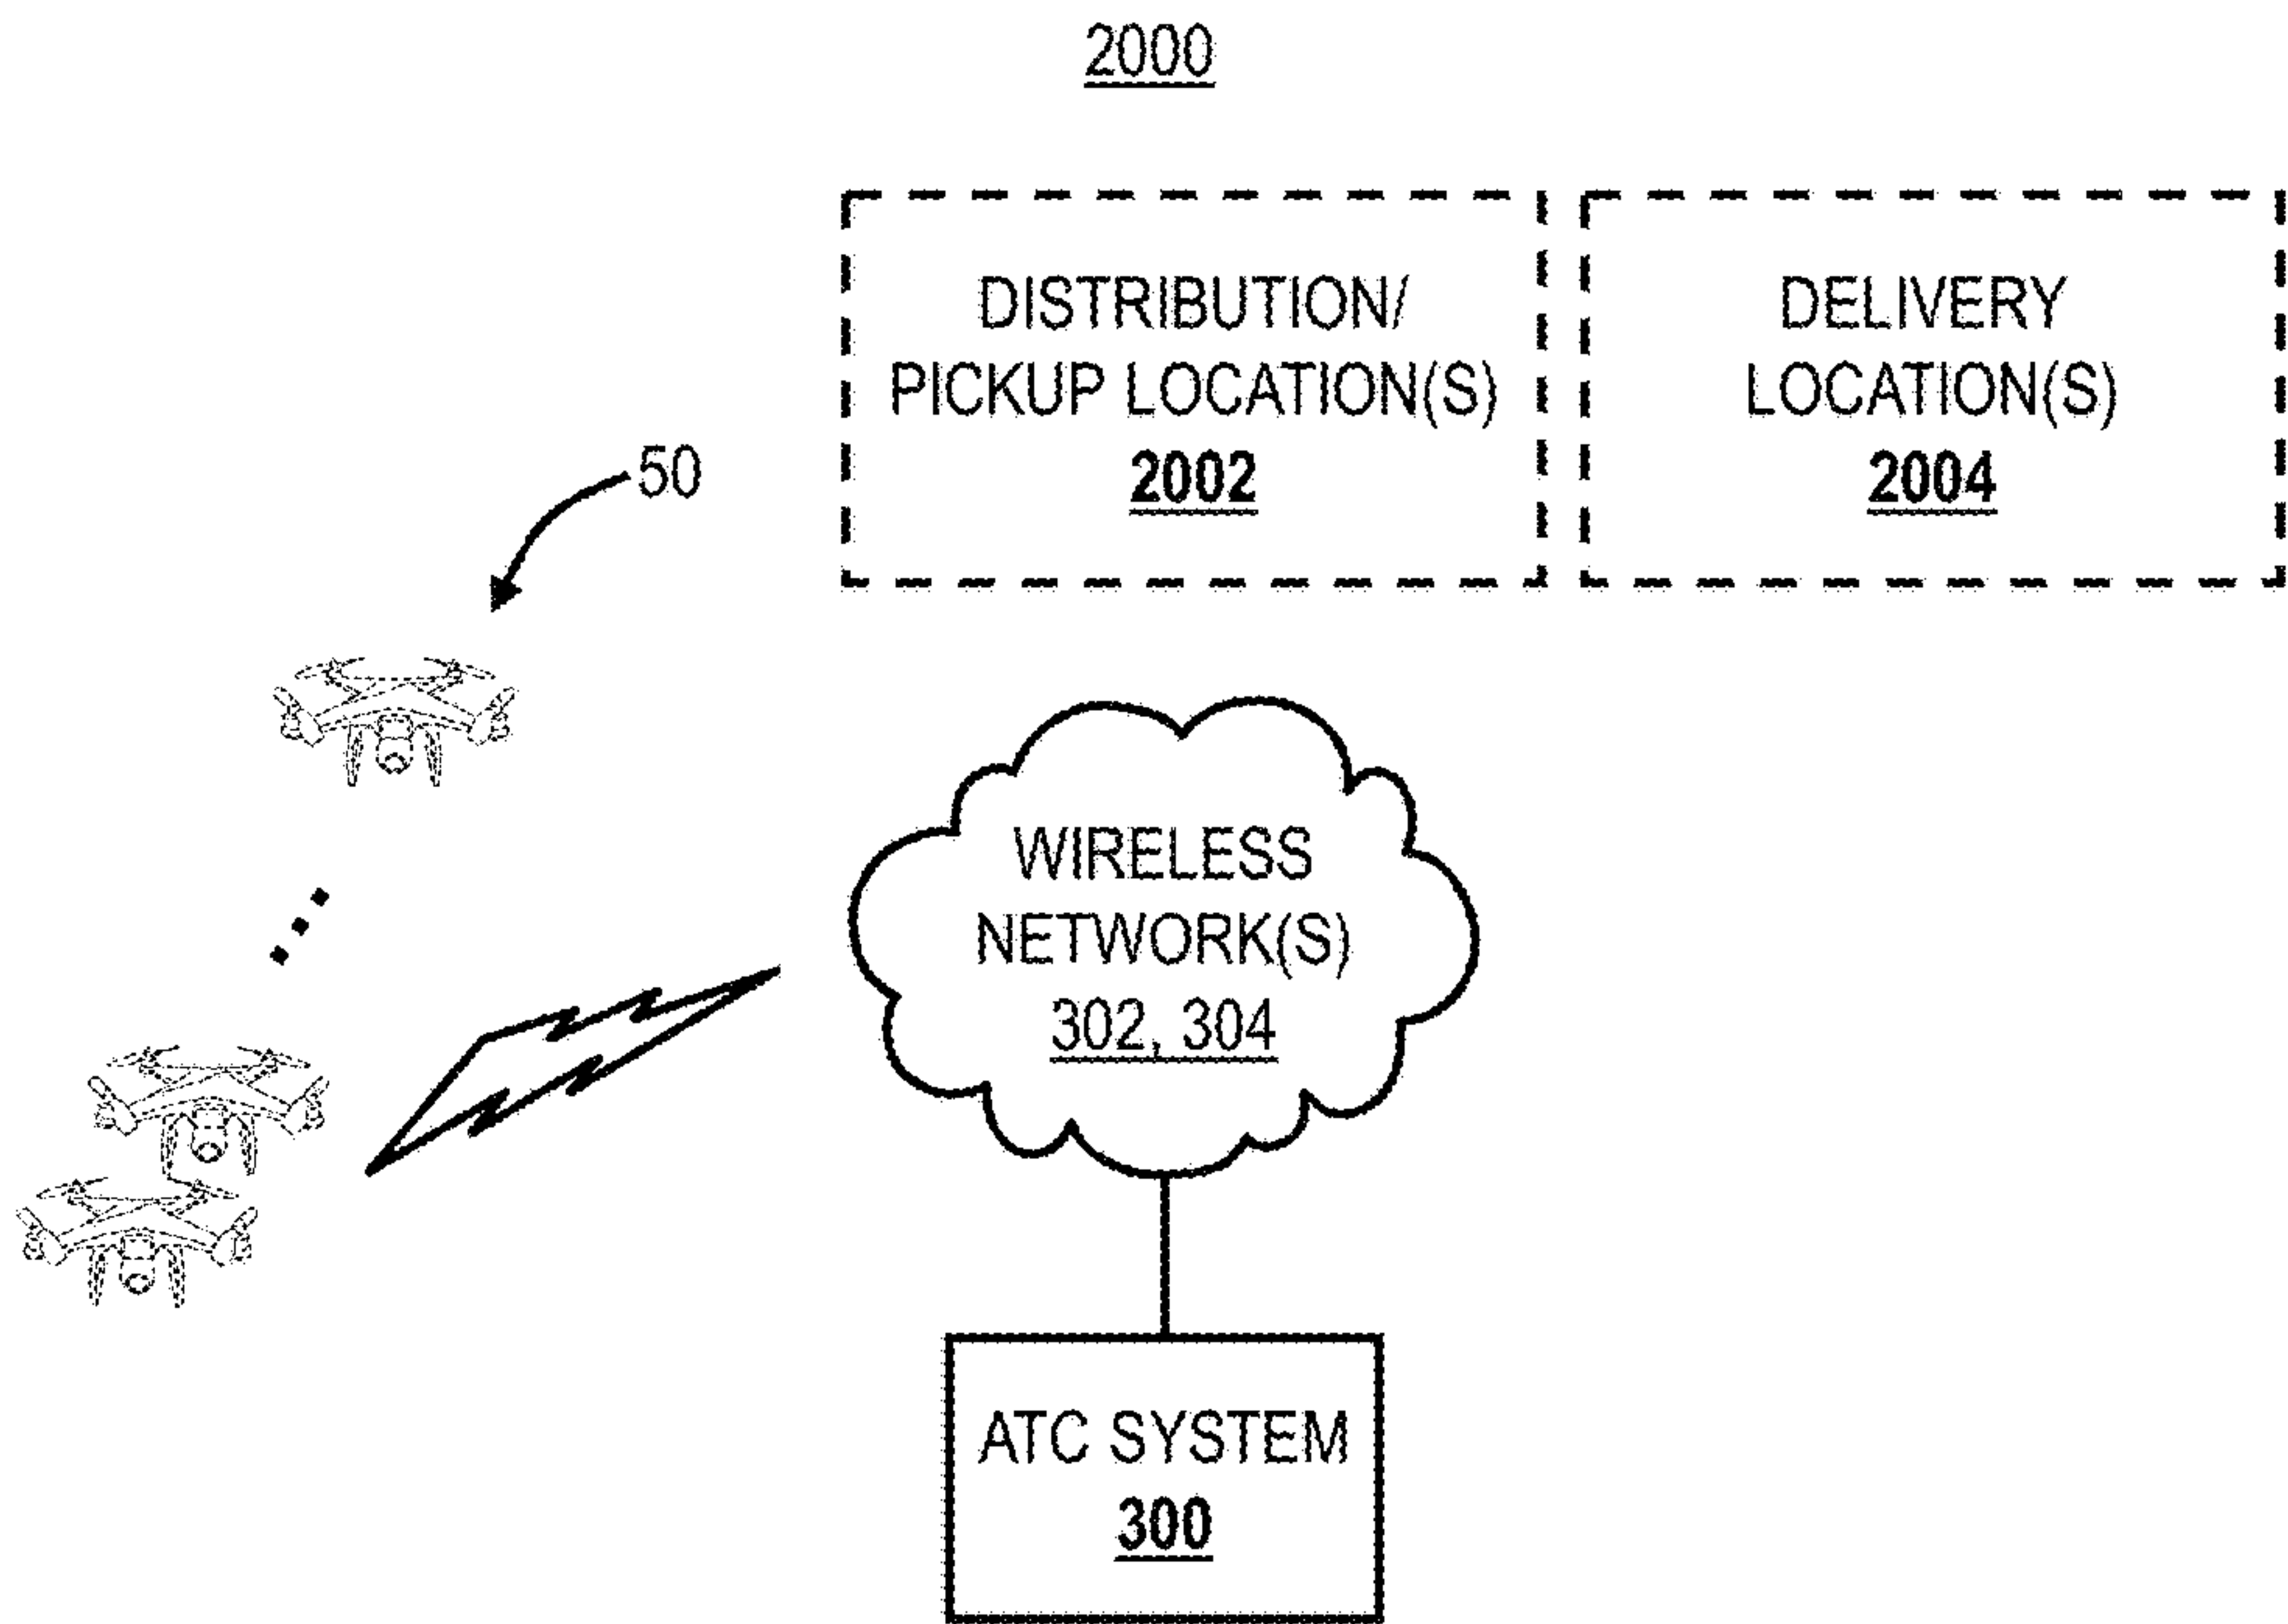 2000
DISTRIBUTION/
PICKUP LOCATION(S)
2002
DELIVERY
LOCATION(S)
2004
50
WIRELESS
NETWORK(S)
302, 304
ATC SYSTEM
300